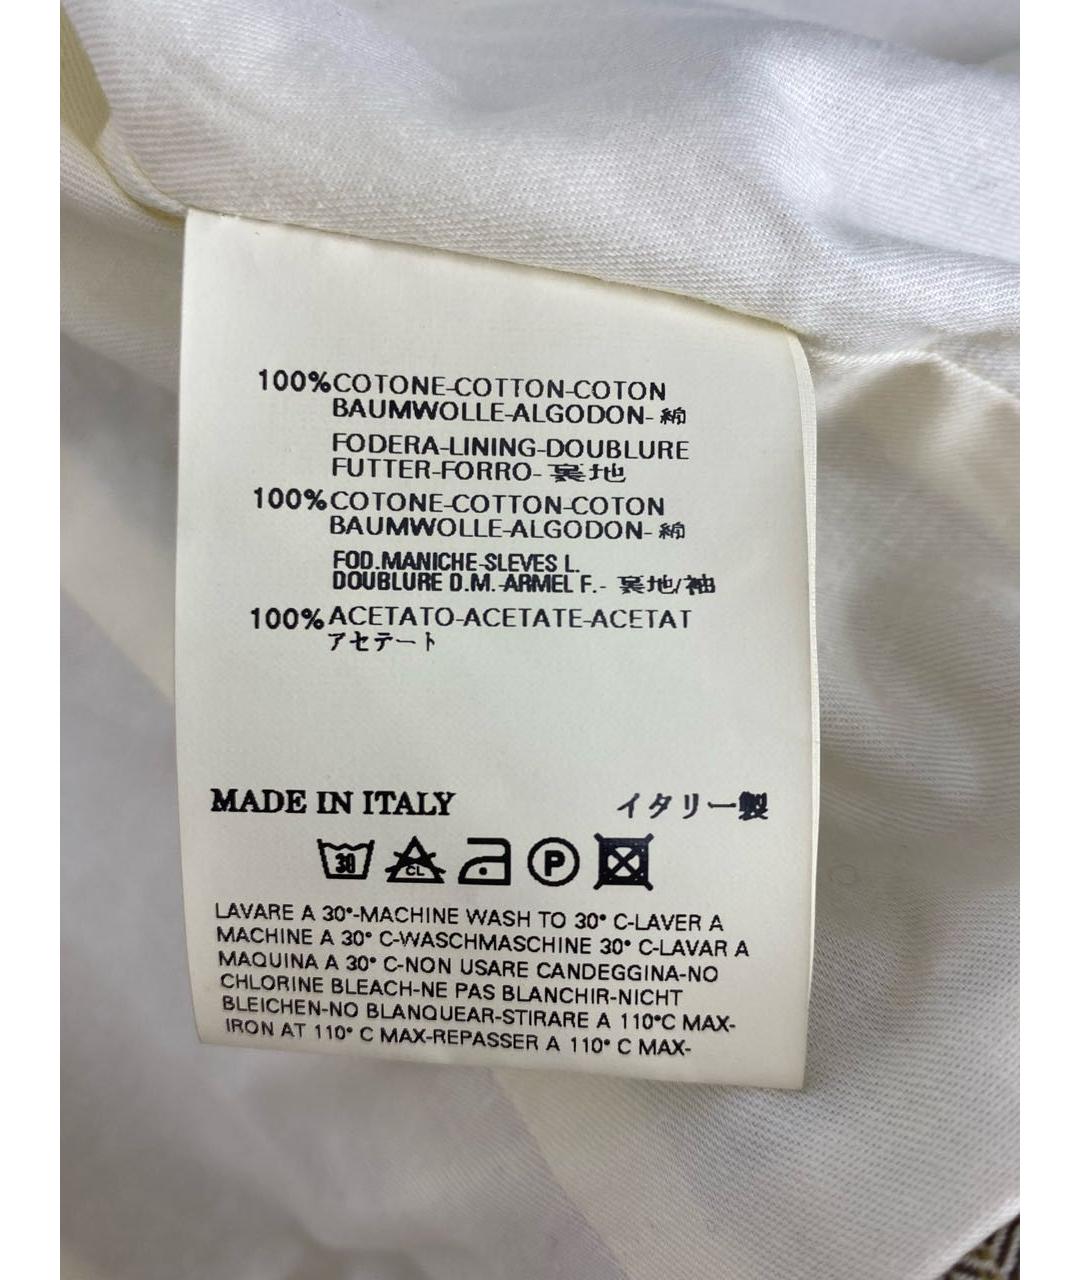 100% COTONE-COTTON-COTON
BAUMWOLLE-ALGODON- 綿
FODERA-LINING-DOUBLURE
FUTTER-FORRO- 裏地
100% COTONE-COTTON-COTON
BAUMWOLLE-ALGODON- 綿
FOD.MANICHE-SLEVES L.
DOUBLURE D.M.-ARMEL F.- 裏地/袖
100% ACETATO-ACETATE-ACETAT
アセテート
MADE IN ITALY イタリー製
30 CL P
LAVARE A 30°-MACHINE WASH TO 30° C-LAVER A
MACHINE A 30° C-WASCHMASCHINE 30° C-LAVAR A
MAQUINA A 30° C-NON USARE CANDEGGINA-NO
CHLORINE BLEACH-NE PAS BLANCHIR-NICHT
BLEICHEN-NO BLANQUEAR-STIRARE A 110°C MAX-
IRON AT 110° C MAX-REPASSER A 110° C MAX-